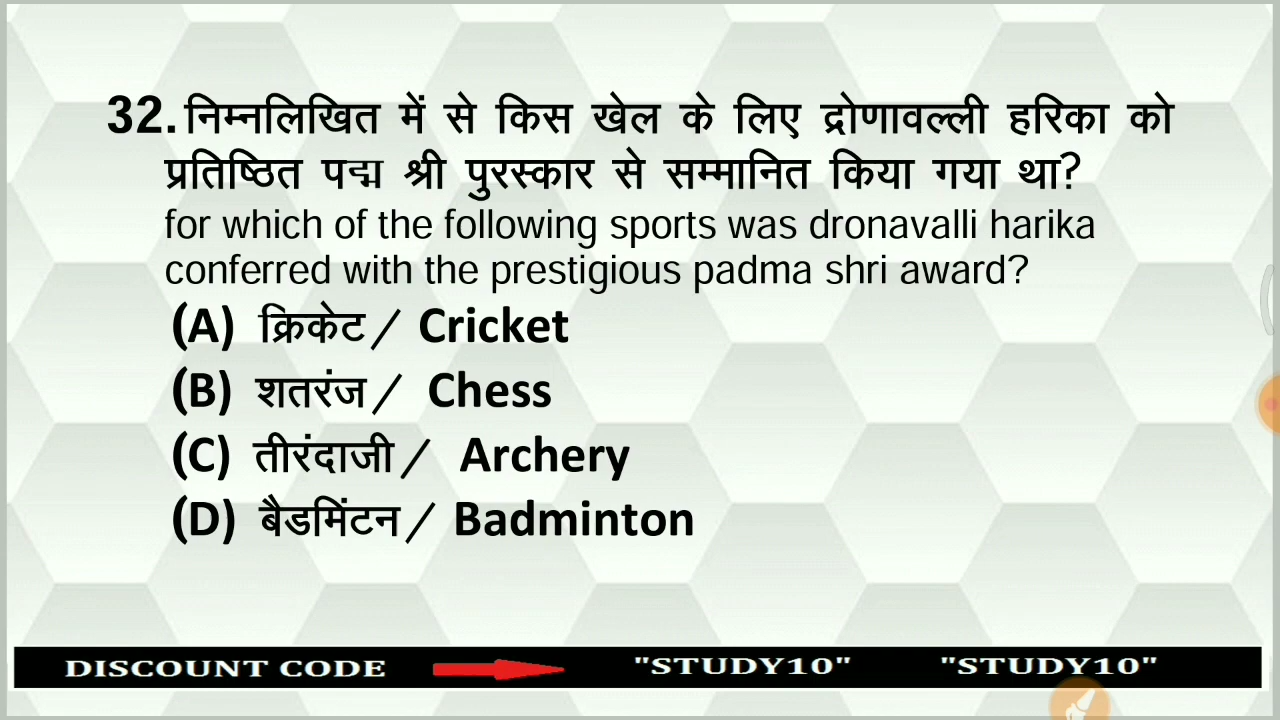 32. निम्नलिखित में से किस खेल के लिए द्रोणावल्ली हरिका को
प्रतिष्ठित पद्म श्री पुरस्कार से सम्मानित किया गया था?
for which of the following sports was dronavalli harika
conferred with the prestigious padma shri award?
(A) क्रिकेट / Cricket
(B) शतरंज / Chess
(C) तीरंदाजी / Archery
(D) बैडमिंटन / Badminton
DISCOUNT CODE "STUDY10" "STUDY10"